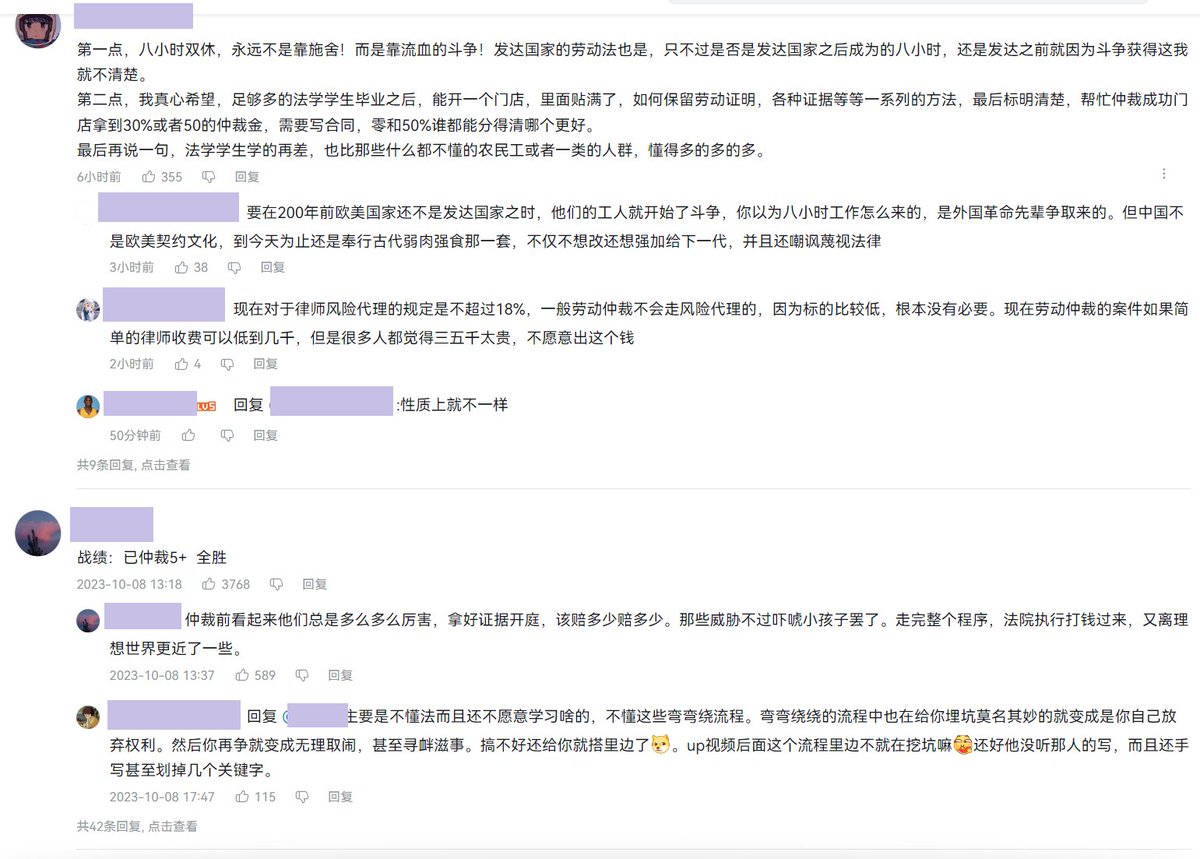 第一点，八小时双休，永远不是靠施舍！而是靠流血的斗争！发达国家的劳动法也是，只不过是否是发达国家之后成为的八小时，还是发达之前就因为斗争获得这我
就不清楚。
第二点，我真心希望，足够多的法学学生毕业之后，能开一个门店，里面贴满了，如何保留劳动证明，各种证据等等一系列的方法，最后标明清楚，帮忙仲裁成功门
店拿到30%或者50的仲裁金，需要写合同，零和50%谁都能分得清哪个更好。
最后再说一句，法学学生学的再差，也比那些什么都不懂的农民工或者一类的人群，懂得多的多的多。
6小时前 355 回复
要在200年前欧美国家还不是发达国家之时，他们的工人就开始了斗争，你以为八小时工作怎么来的，是外国革命先辈争取来的。但中国不
是欧美契约文化，到今天为止还是奉行古代弱肉强食那一套，不仅不想改还想强加给下一代，并且还嘲讽蔑视法律
3小时前 38 回复
现在对于律师风险代理的规定是不超过18%，一般劳动仲裁不会走风险代理的，因为标的比较低，根本没有必要。现在劳动仲裁的案件如果简
单的律师收费可以低到几千，但是很多人都觉得三五千太贵，不愿意出这个钱
2小时前 4 回复
LV5 回复 :性质上就不一样
50分钟前 回复
共9条回复, 点击查看
战绩：已仲裁5+ 全胜
2023-10-08 13:18 3768 回复
仲裁前看起来他们总是多么多么厉害，拿好证据开庭，该赔多少赔多少。那些威胁不过吓唬小孩子罢了。走完整个程序，法院执行打钱过来，又离理
想世界更近了一些。
2023-10-08 13:37 589 回复
回复 @ 主要是不懂法而且还不愿意学习啥的，不懂这些弯弯绕流程。弯弯绕绕的流程中也在给你埋坑莫名其妙的就变成是你自己放
弃权利。然后你再争就变成无理取闹，甚至寻衅滋事。搞不好还给你就搭里边了。up视频后面这个流程里边不就在挖坑嘛还好他没听那人的写，而且还手
写甚至划掉几个关键字。
2023-10-08 17:47 115 回复
共42条回复, 点击查看